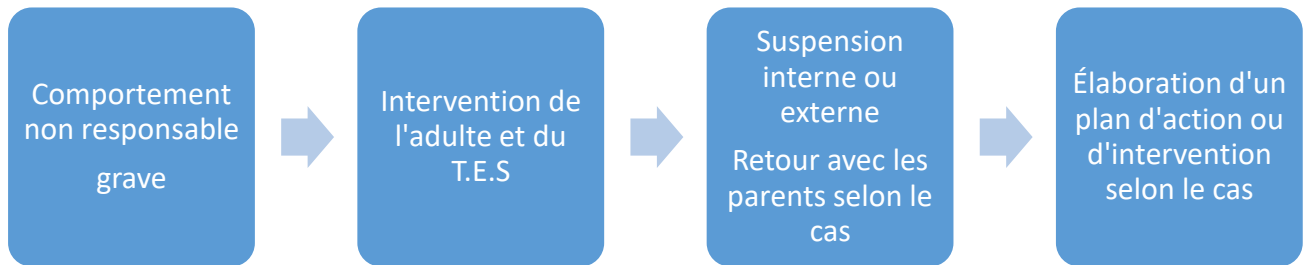 Comportement
non responsable
grave
Intervention de
l'adulte et du
T.E.S
Suspension
interne ou
externe
Retour avec les
parents selon le
cas
Élaboration d'un
plan d'action ou
d'intervention
selon le cas